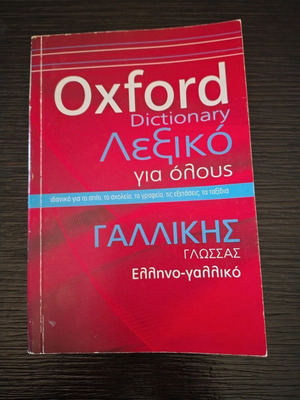 Oxford
Dictionary
Λεξικό
για όλους
ιδανικό για το σπίτι, το σχολείο, το γραφείο, τις εξετάσεις, τα ταξίδια
ΓΑΛΛΙΚΗΣ
ΓΛΩΣΣΑΣ
Ελληνο-γαλλικό